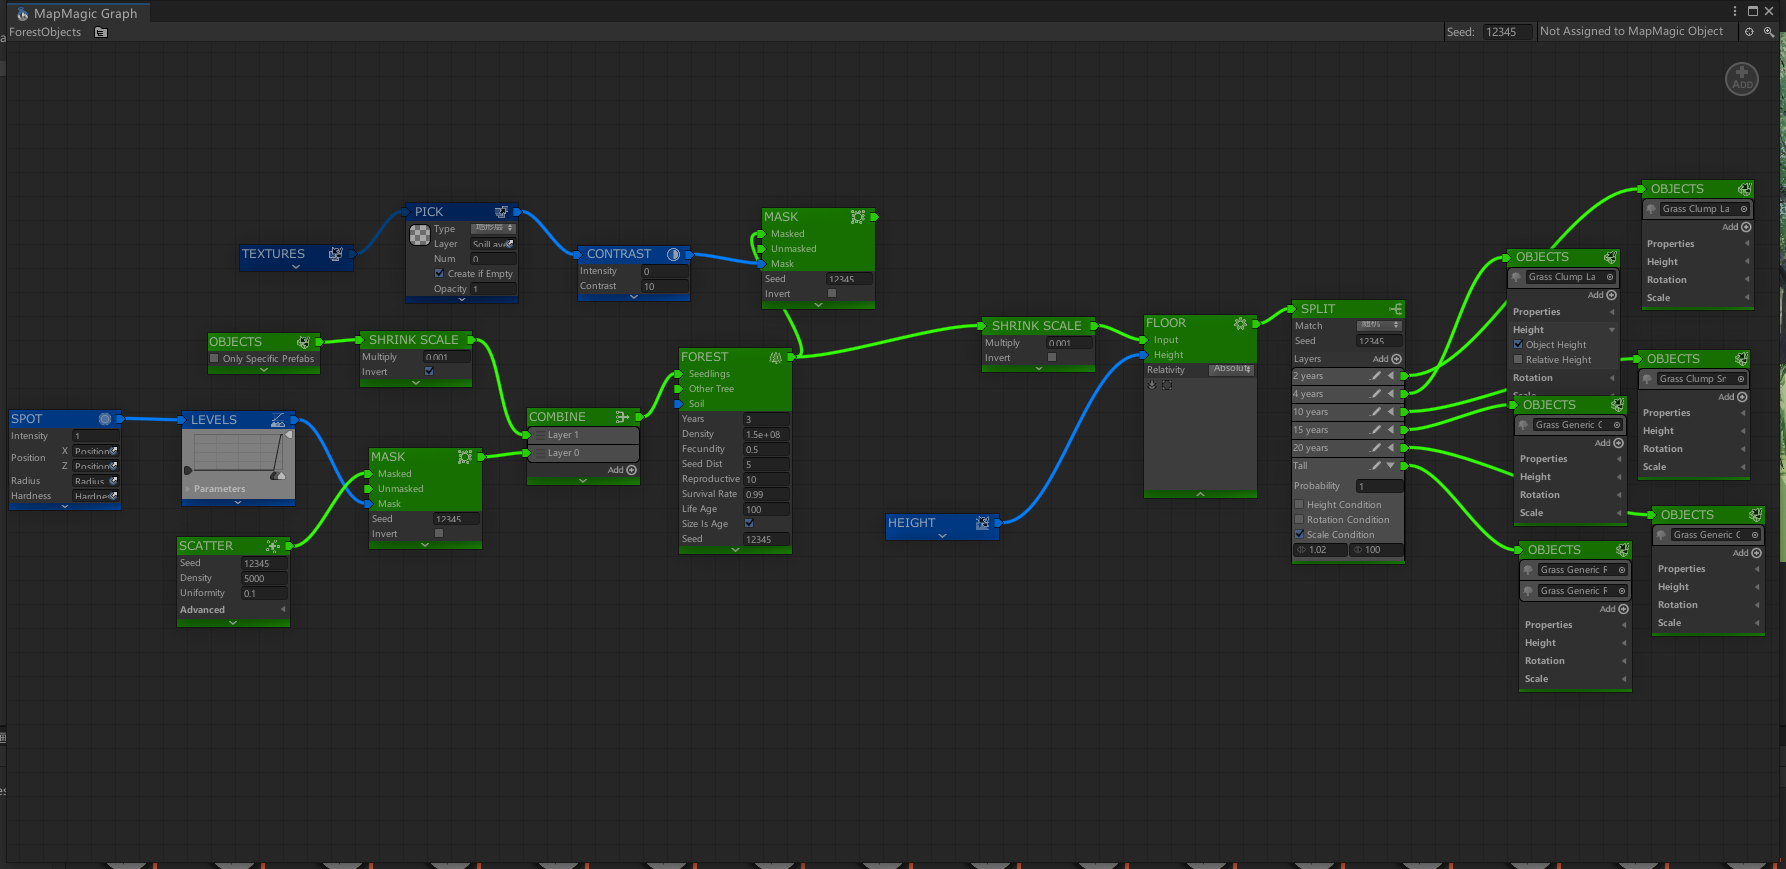 MapMagic Graph
ForestObjects
Seed: 12345
Not Assigned to MapMagic Object
ADD
TEXTURES
PICK
Type 地形层
Layer
Num 0
Create if Empty
Opacity 1
CONTRAST
Intensity 0
Contrast 10
MASK
Masked
Unmasked
Mask
Seed 12345
Invert
OBJECTS
Only Specific Prefabs
SHRINK SCALE
Multiply 0.001
Invert
SPOT
Intensity 1
Position X Position
Z Position
Radius Radius
Hardness Hardne
LEVELS
Parameters
MASK
Masked
Unmasked
Mask
Seed 12345
Invert
SCATTER
Seed 12345
Density 5000
Uniformity 0.1
Advanced
COMBINE
Layer 1
Layer 0
Add
FOREST
Seedlings
Other Tree
Soil
Years 3
Density 1.5e+08
Fecundity 0.5
Seed Dist 5
Reproductive 10
Survival Rate 0.99
Life Age 100
Size Is Age
Seed 12345
SHRINK SCALE
Multiply 0.001
Invert
HEIGHT
FLOOR
Input
Height
Relativity Absolut
SPLIT
Match 随机
Seed 12345
Layers Add
2 years
4 years
10 years
15 years
20 years
Tall
Probability 1
Height Condition
Rotation Condition
Scale Condition
1.02 100
OBJECTS
Grass Clump La
Add
Properties
Height
Object Height
Relative Height
Rotation
OBJECTS
Grass Clump La
Add
Properties
Height
Rotation
Scale
OBJECTS
Grass Clump Sr
Add
Properties
Height
Rotation
Scale
OBJECTS
Grass Generic C
Add
Properties
Height
Rotation
Scale
OBJECTS
Grass Generic C
Add
Properties
Height
Rotation
Scale
OBJECTS
Grass Generic F
Grass Generic F
Add
Properties
Height
Rotation
Scale